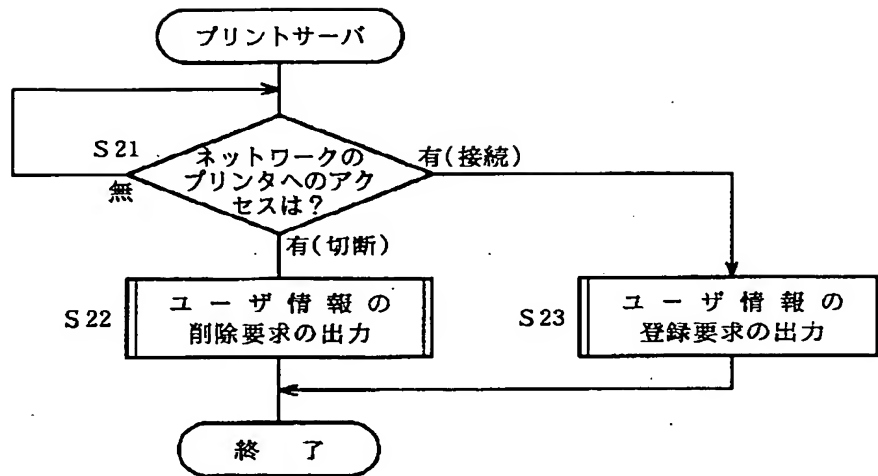 プリントサーバ
S21
ネットワークの
プリンタへのアク
セスは?
有(接続)
無
有(切断)
S22
ユーザ情報の
削除要求の出力
S23
ユーザ情報の
登録要求の出力
終了